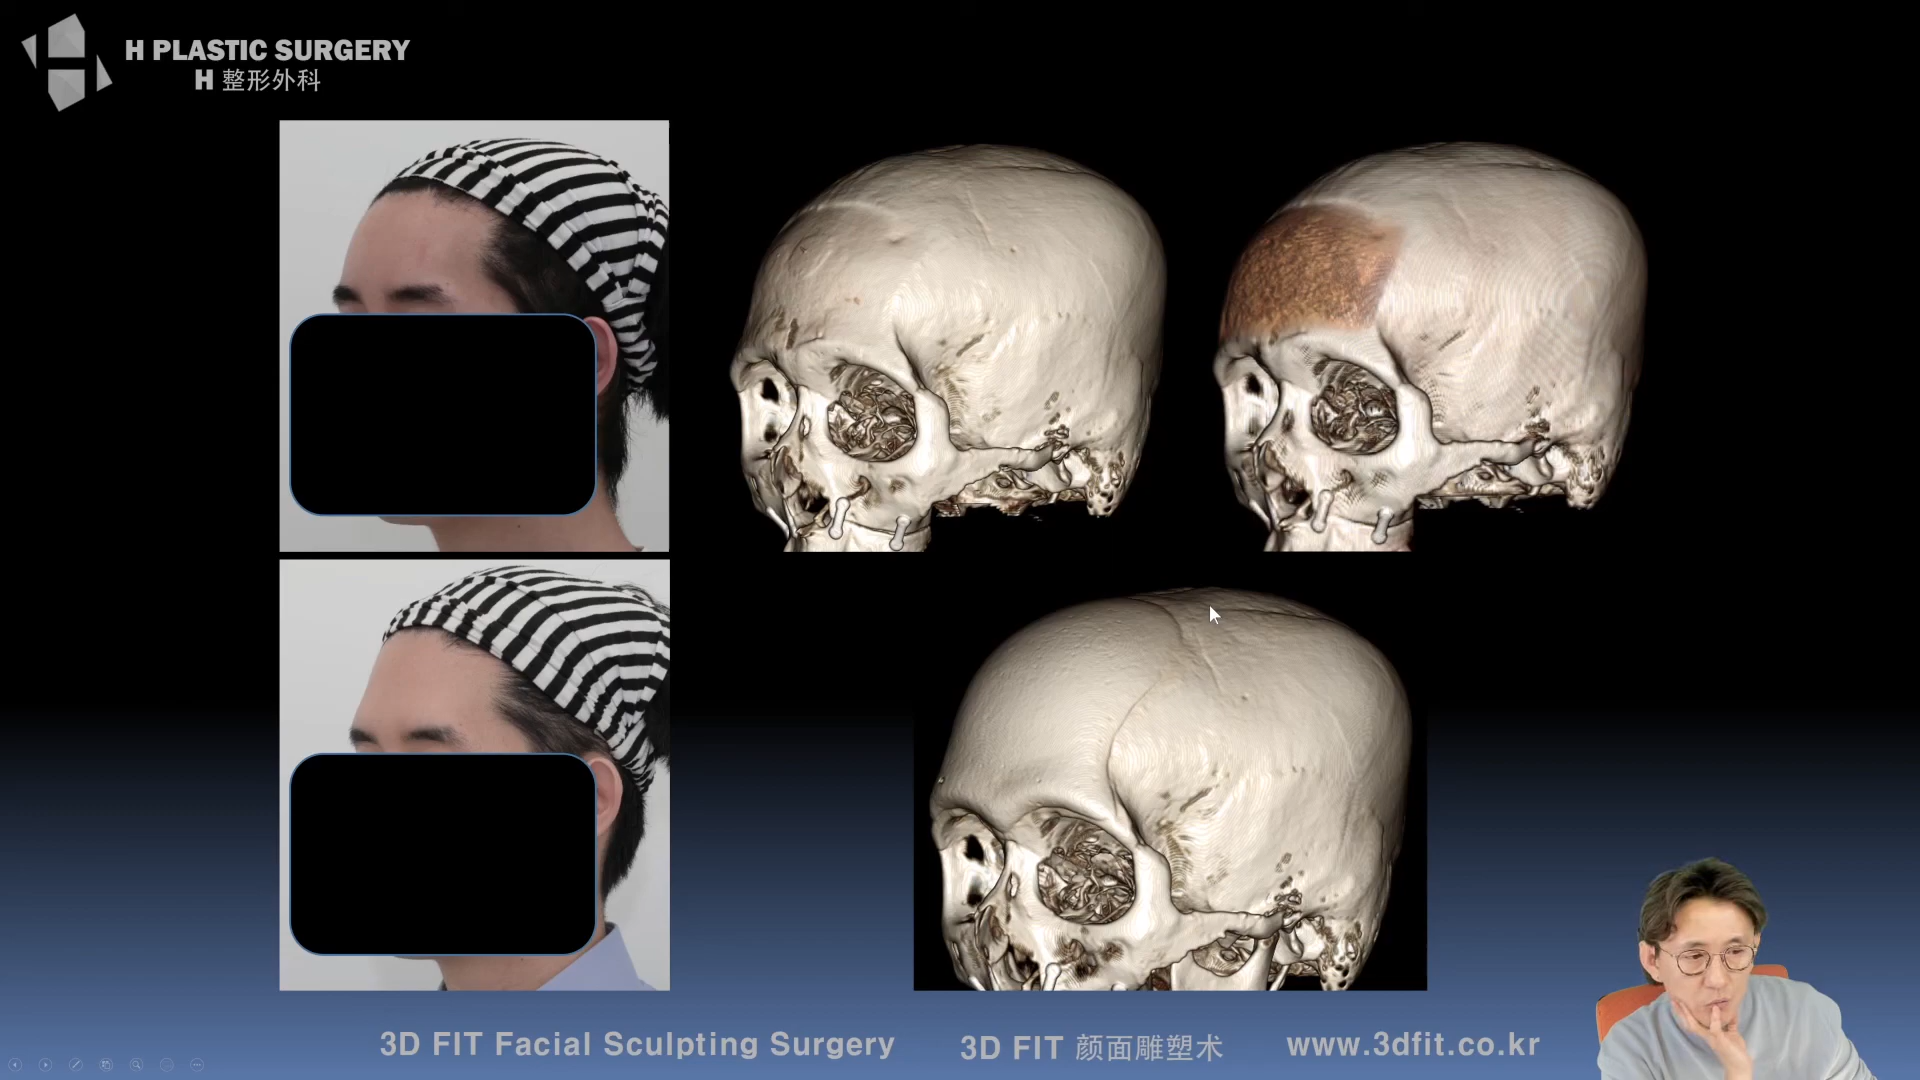 H PLASTIC SURGERY
H 整形外科
3D FIT Facial Sculpting Surgery 3D FIT 颜面雕塑术 www.3dfit.co.kr